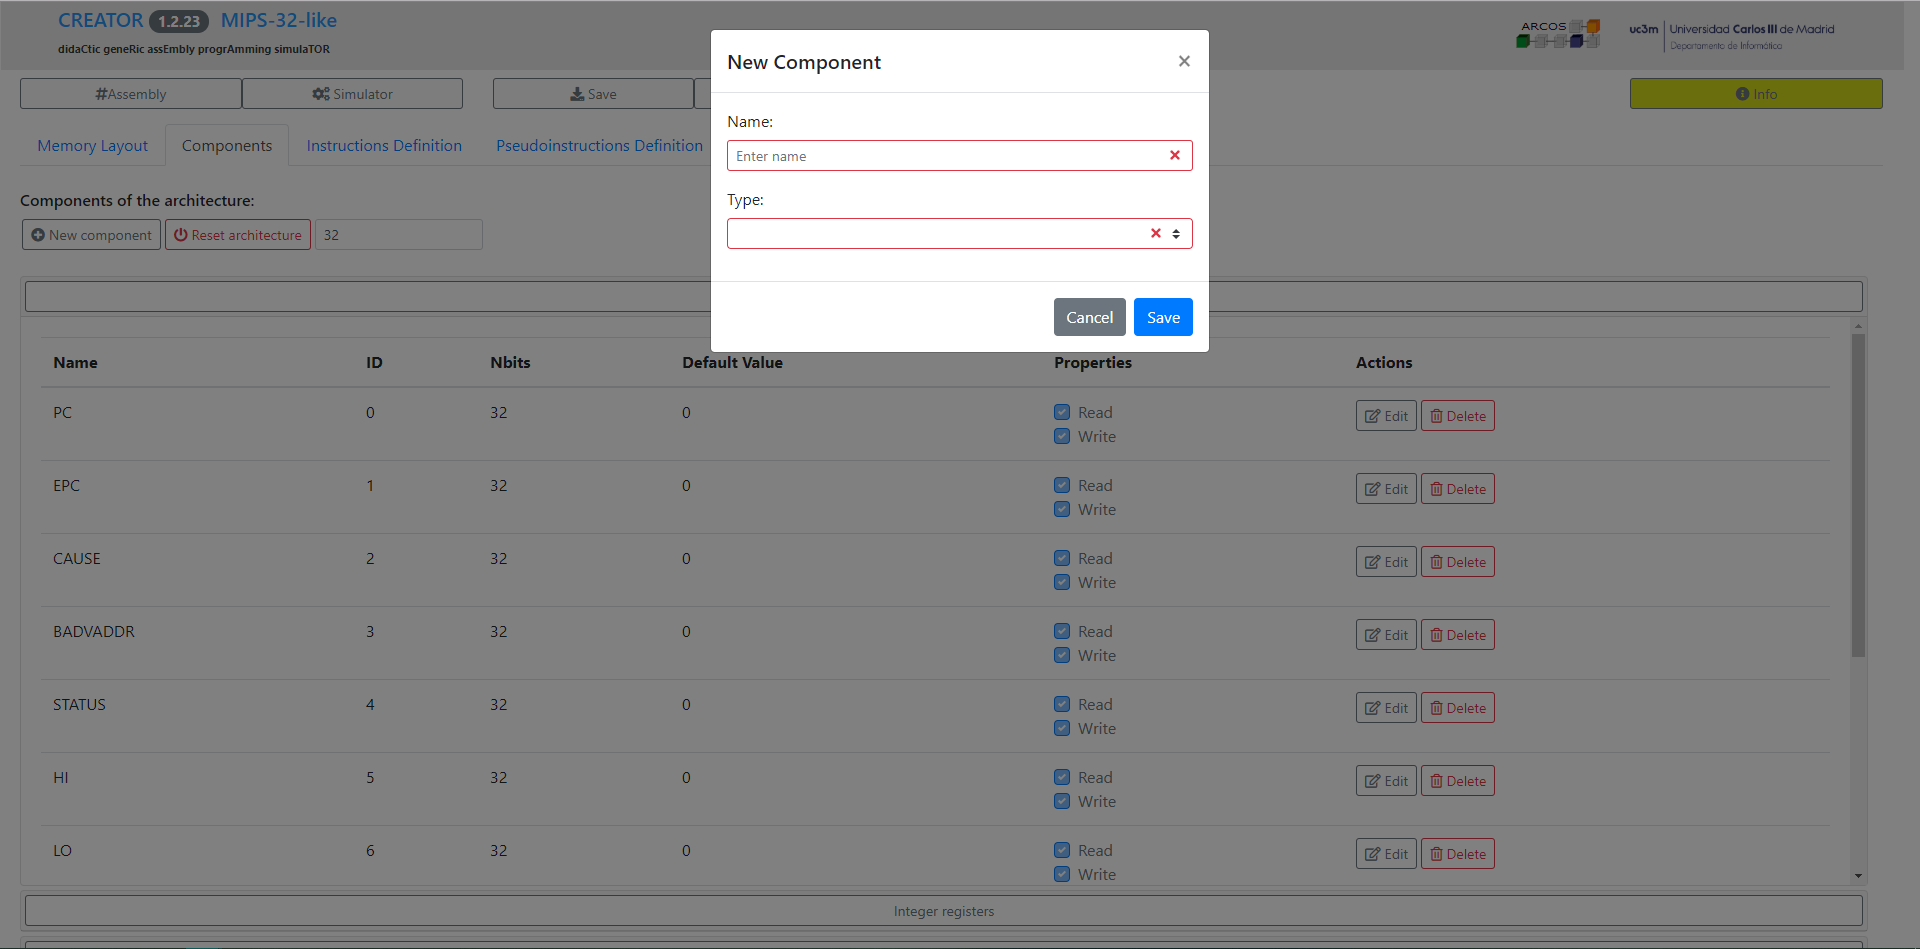 CREATOR 1.2.23 MIPS-32-like
didaCtic geneRic assEmbly progrAmming simulaTOR
ARCOS
uc3m Universidad Carlos III de Madrid
Departamento de Informática
#Assembly Simulator Save Info
Memory Layout Components Instructions Definition Pseudoinstructions Definition
Components of the architecture:
New component Reset architecture 32
New Component ×
Name:
Enter name
Type:
Cancel Save
Name ID Nbits Default Value Properties Actions
PC 0 32 0 Read Edit Delete
Write
EPC 1 32 0 Read Edit Delete
Write
CAUSE 2 32 0 Read Edit Delete
Write
BADVADDR 3 32 0 Read Edit Delete
Write
STATUS 4 32 0 Read Edit Delete
Write
HI 5 32 0 Read Edit Delete
Write
LO 6 32 0 Read Edit Delete
Write
Integer registers